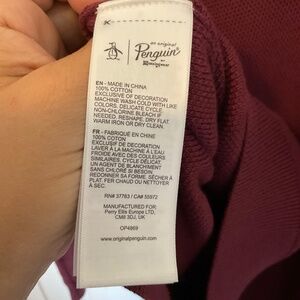 K
an original
Penguin
by Munsingwear
EN - MADE IN CHINA
100% COTTON
EXCLUSIVE OF DECORATION
MACHINE WASH COLD WITH LIKE
COLORS, DELICATE CYCLE,
NON-CHLORINE BLEACH IF
NEEDED. RESHAPE, DRY FLAT.
WARM IRON OR DRY CLEAN.
FR - FABRIQUÉ EN CHINE
100% COTON
EXCLUSIF DE DECORATION
LAVER À LA MACHINE À L'EAU
FROIDE AVEC DES COULEURS
SIMILAIRES, CYCLE DÉLICAT
UN AGENT DE BLANCHIMENT
SANS CHLORE SI BESOIN
REDONNER SA FORME, SÉCHER À
PLAT, FER CHAUD OU NETTOYER
À SEC.
RN# 37763 / CA# 55972
MANUFACTURED FOR:
Perry Ellis Europe LTD,
CM8 3DJ, UK
OP4869
www.originalpenguin.com